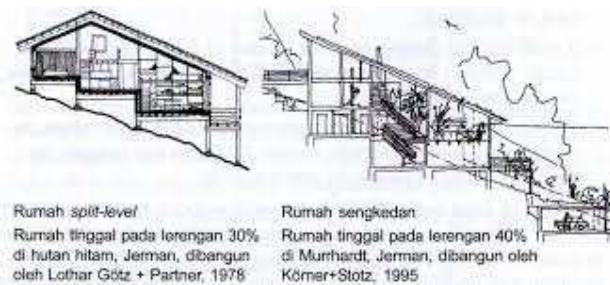 Rumah split-level
Rumah tinggal pada lerengan 30%
di hutan hitam, Jerman, dibangun
oleh Lothar Götz + Partner, 1978
Rumah sengkedan
Rumah tinggal pada lerengan 40%
di Murrhardt, Jerman, dibangun oleh
Körner+Stotz, 1995